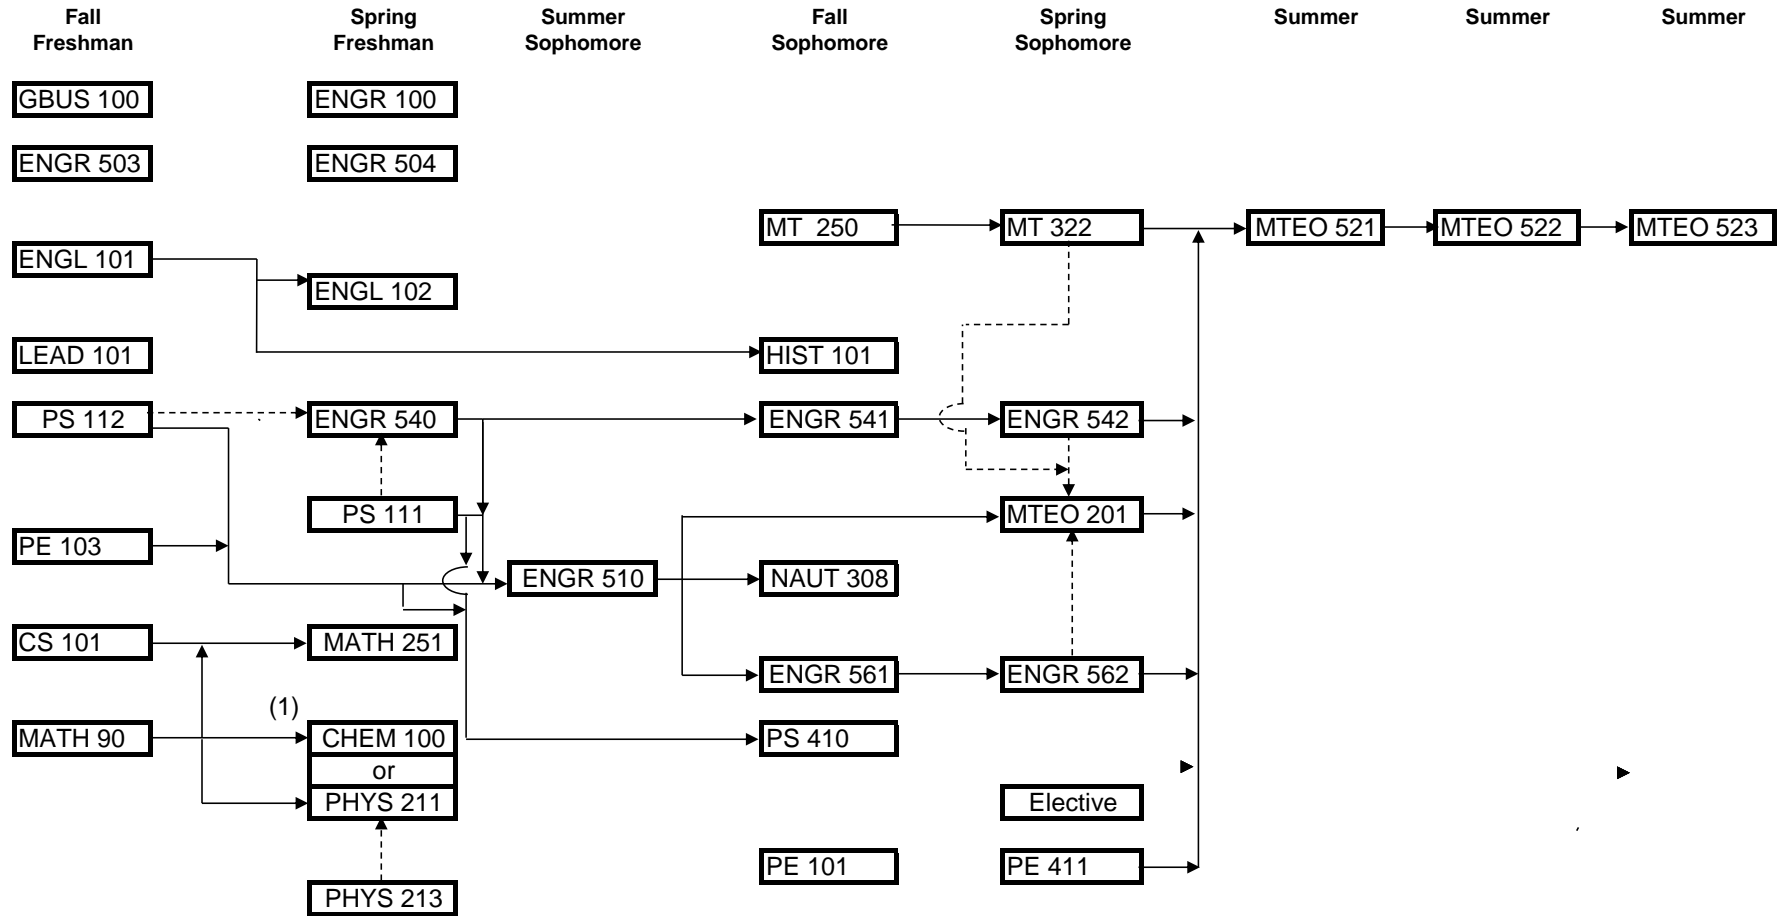 Fall Freshman
Spring Freshman
Summer Sophomore
Fall Sophomore
Spring Sophomore
Summer
Summer
Summer
GBUS 100
ENGR 100
ENGR 503
ENGR 504
MT 250
MT 322
MTEO 521
MTEO 522
MTEO 523
ENGL 101
ENGL 102
LEAD 101
HIST 101
PS 112
ENGR 540
ENGR 541
ENGR 542
PS 111
MTEO 201
PE 103
ENGR 510
NAUT 308
CS 101
MATH 251
ENGR 561
ENGR 562
(1)
MATH 90
CHEM 100
PS 410
or
PHYS 211
Elective
PE 101
PE 411
PHYS 213